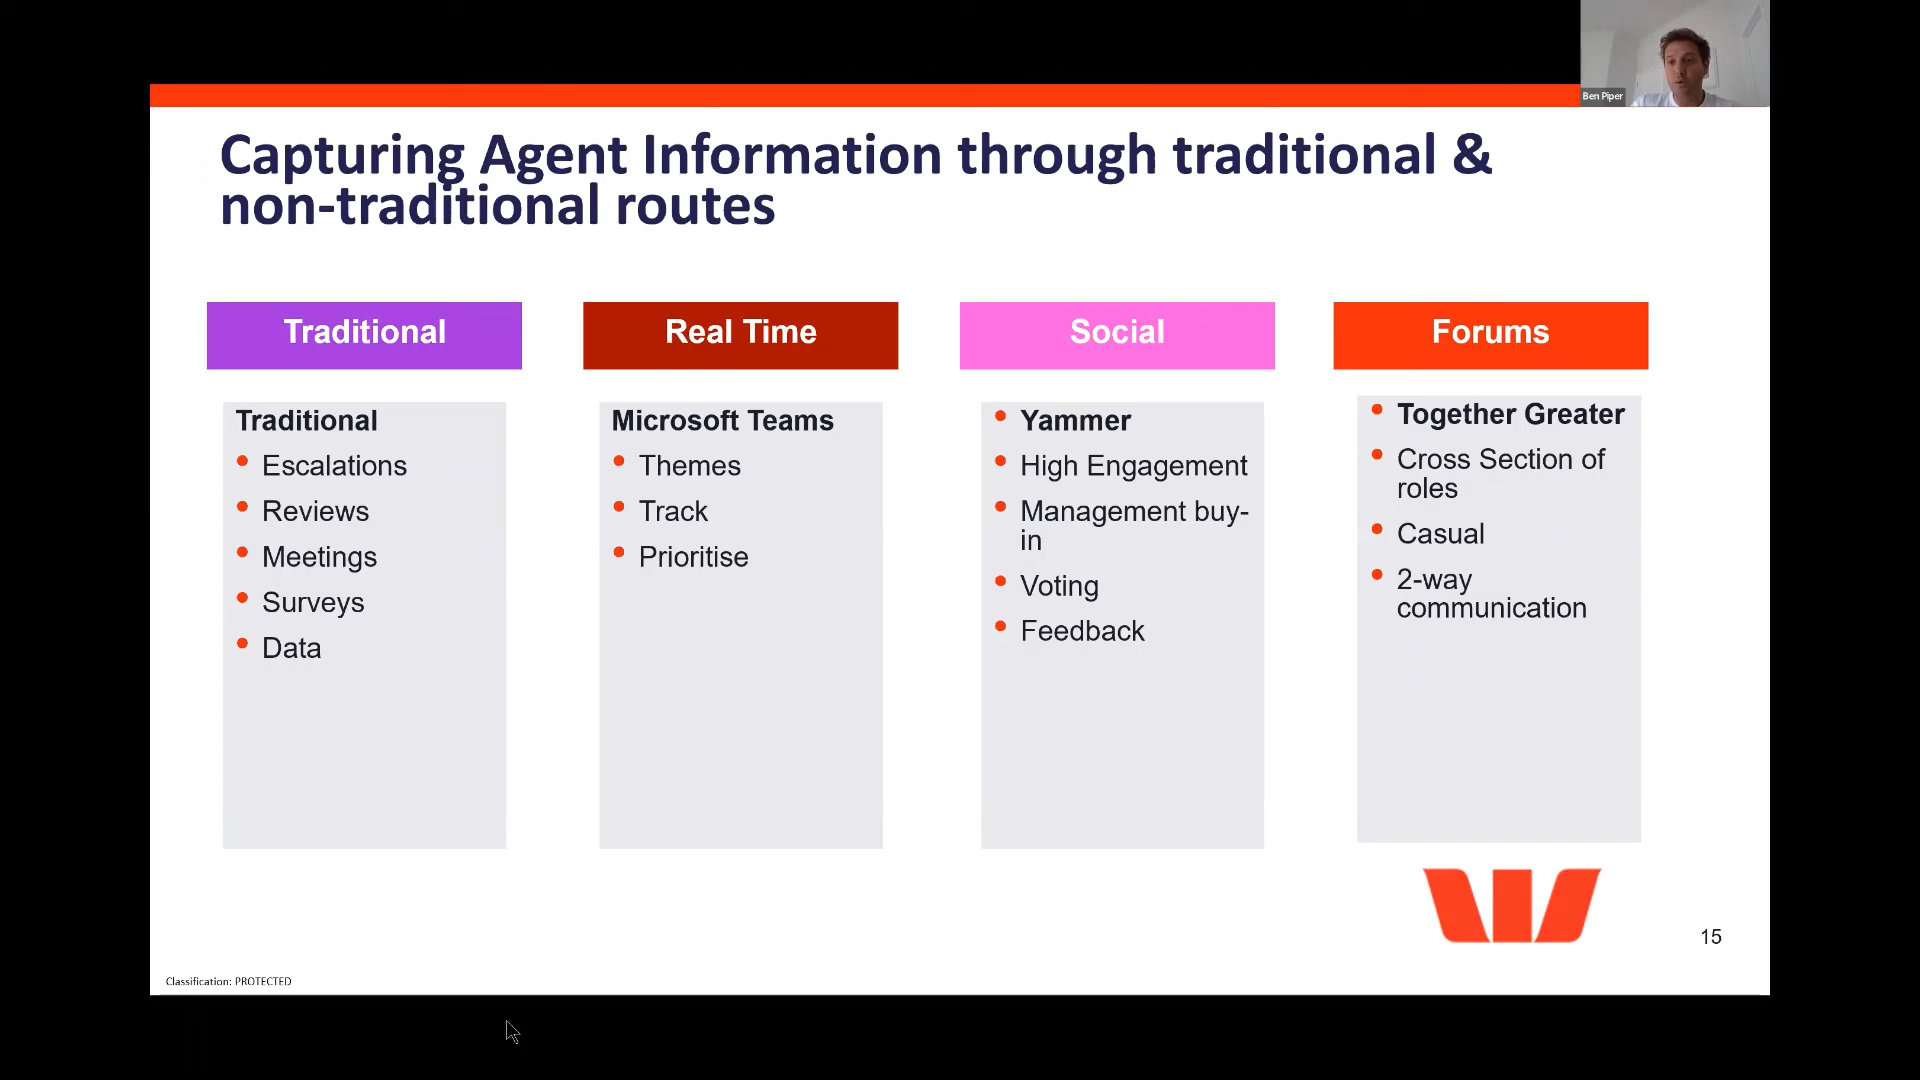 Ben Piper
Capturing Agent Information through traditional &
non-traditional routes
Traditional
Traditional
Escalations
Reviews
Meetings
Surveys
Data
Real Time
Microsoft Teams
Themes
Track
Prioritise
Social
Yammer
High Engagement
Management buy-
in
Voting
Feedback
Forums
Together Greater
Cross Section of
roles
Casual
2-way
communication
15
Classification: PROTECTED